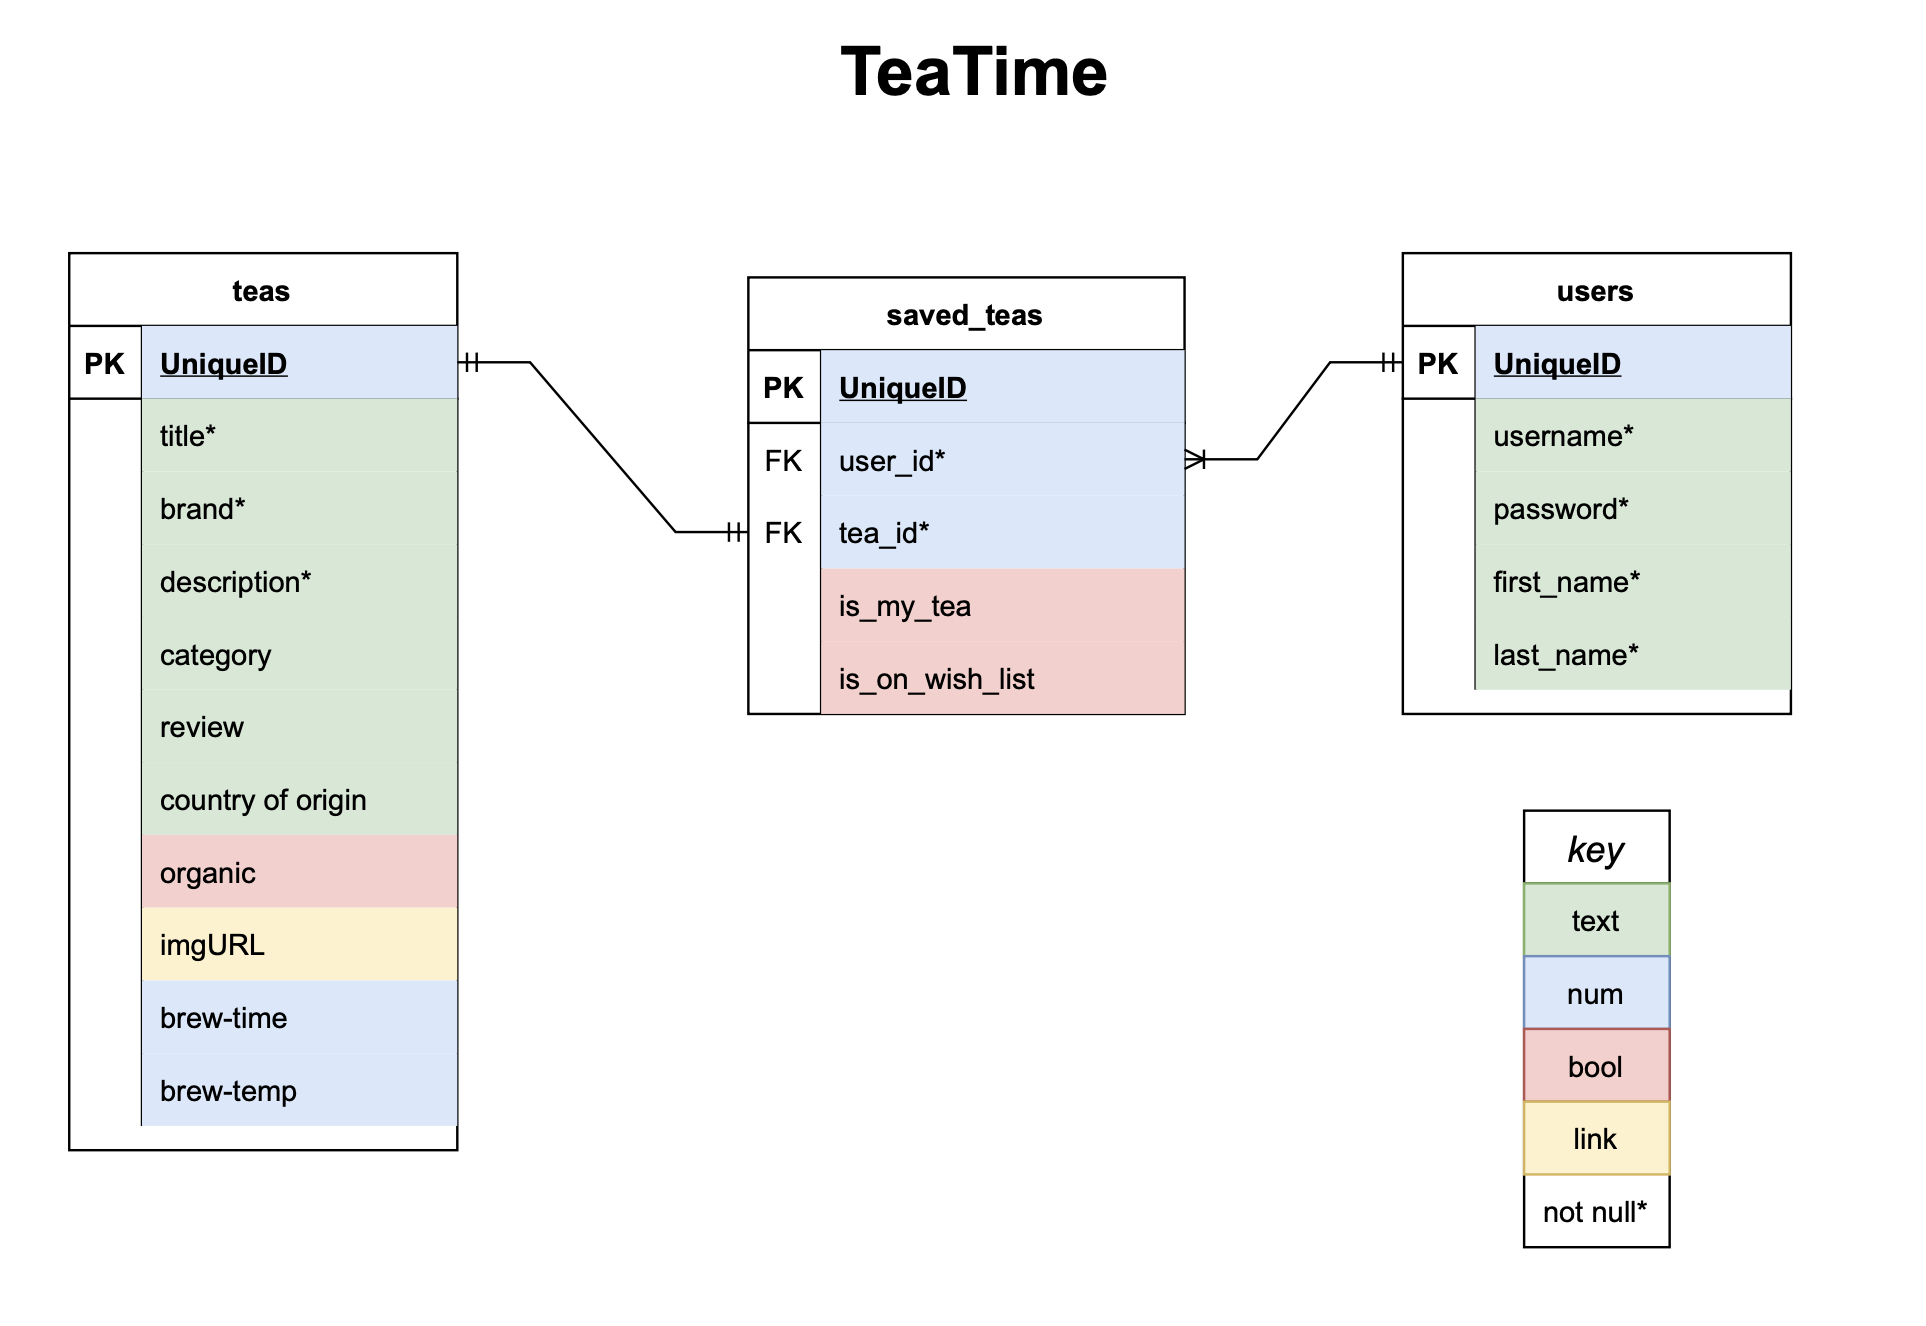 TeaTime
teas
PK UniqueID
title*
brand*
description*
category
review
country of origin
organic
imgURL
brew-time
brew-temp
saved_teas
PK UniqueID
FK user_id*
FK tea_id*
is_my_tea
is_on_wish_list
users
PK UniqueID
username*
password*
first_name*
last_name*
key
text
num
bool
link
not null*